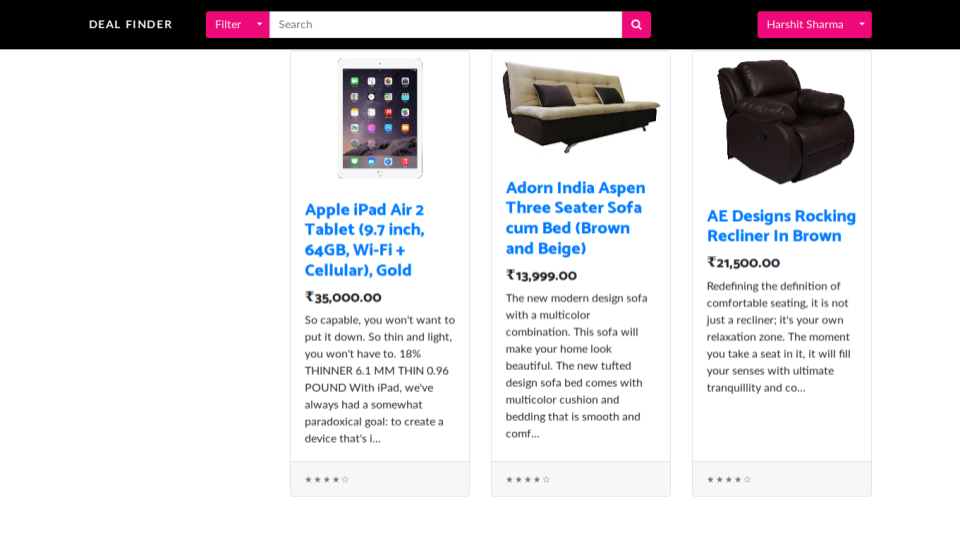 DEAL FINDER
Filter
Search
Harshit Sharma
Apple iPad Air 2
Tablet (9.7 inch,
64GB, Wi-Fi +
Cellular), Gold
₹35,000.00
So capable, you won't want to
put it down. So thin and light,
you won't have to. 18%
THINNER 6.1 MM THIN 0.96
POUND With iPad, we've
always had a somewhat
paradoxical goal: to create a
device that's i...
★★★★☆
Adorn India Aspen
Three Seater Sofa
cum Bed (Brown
and Beige)
₹13,999.00
The new modern design sofa
with a multicolor
combination. This sofa will
make your home look
beautiful. The new tufted
design sofa bed comes with
multicolor cushion and
bedding that is smooth and
comf...
★★★★☆
AE Designs Rocking
Recliner In Brown
₹21,500.00
Redefining the definition of
comfortable seating, it is not
just a recliner; it's your own
relaxation zone. The moment
you take a seat in it, it will fill
your senses with ultimate
tranquillity and co...
★★★★☆